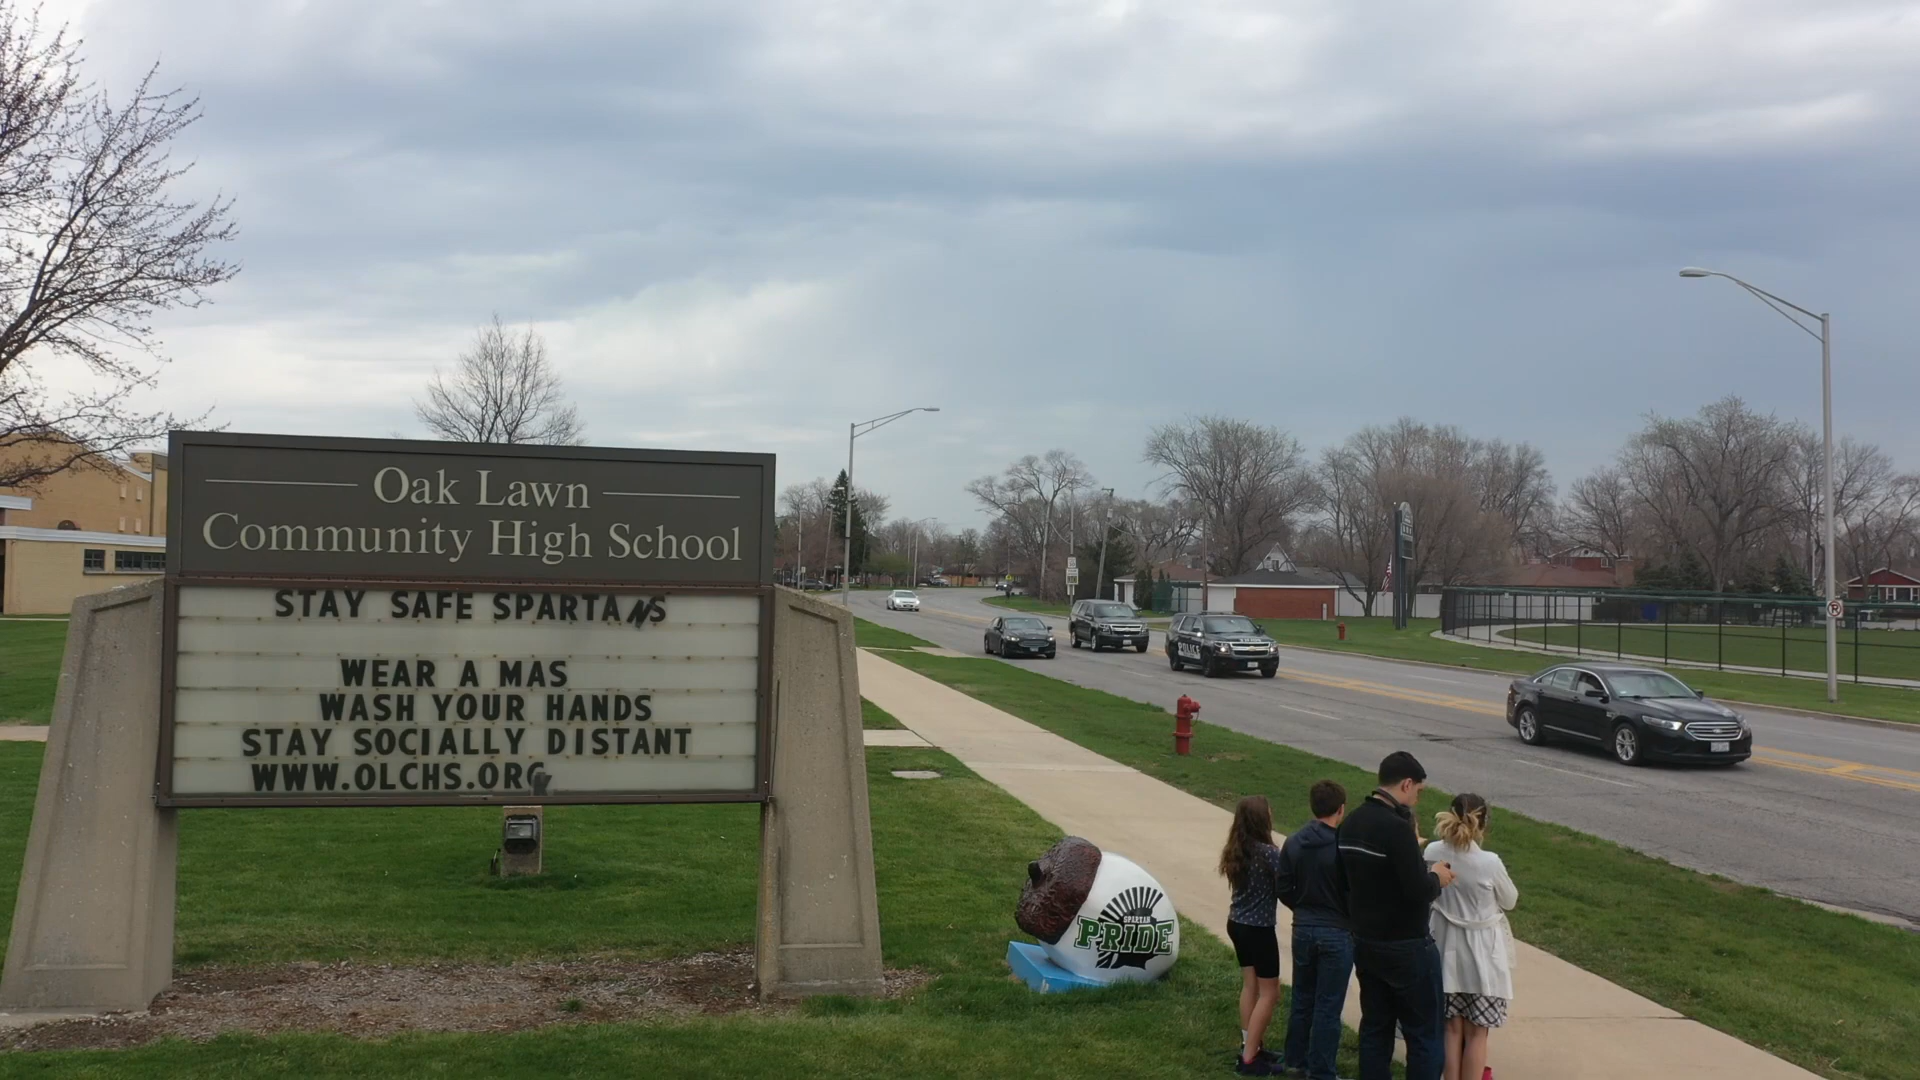 Oak Lawn
Community High School
STAY SAFE SPARTANS
WEAR A MAS
WASH YOUR HANDS
STAY SOCIALLY DISTANT
WWW.OLCHS.ORG
SPARTAN
PRIDE
POLICE